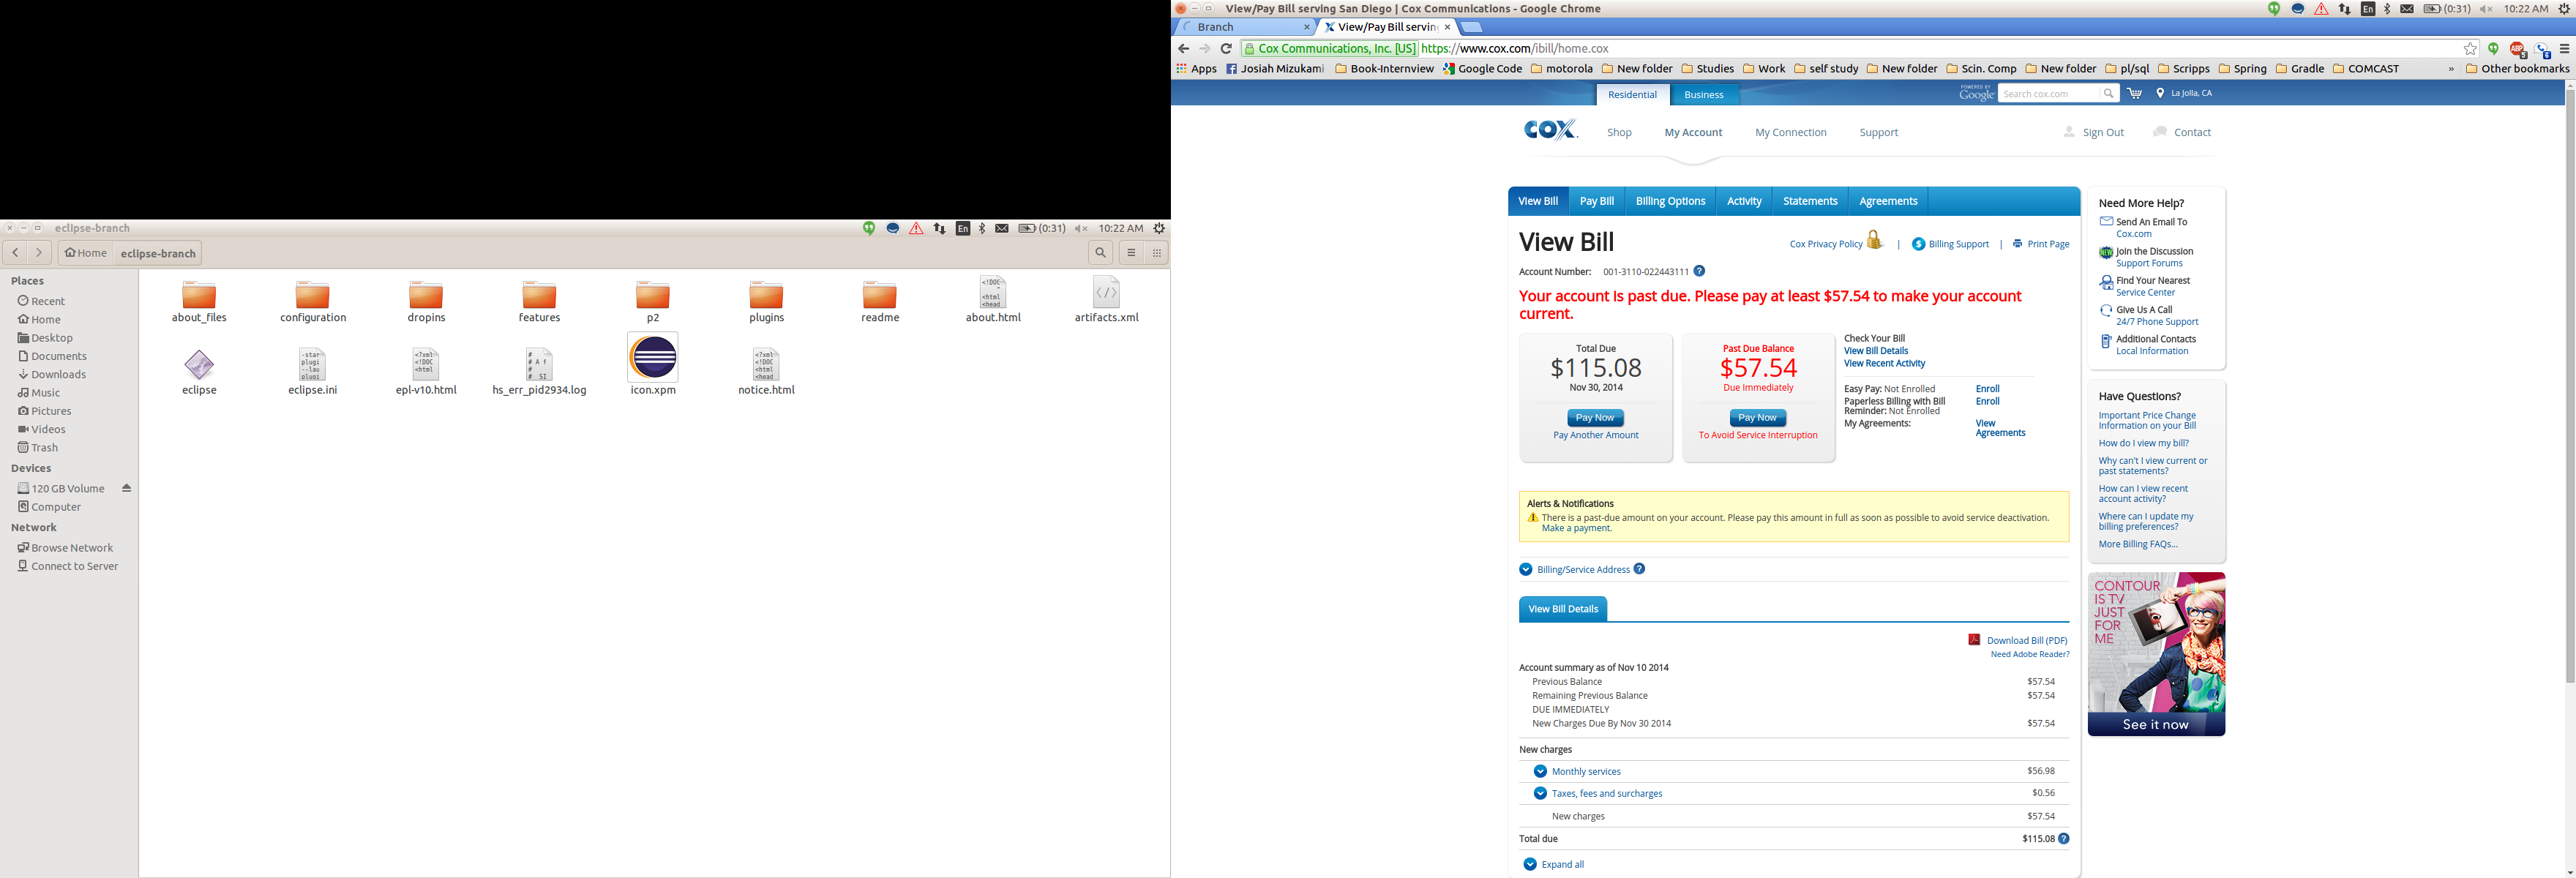 eclipse-branch
En
(0:31)
10:22 AM
Home
eclipse-branch
Places
Recent
Home
Desktop
Documents
Downloads
Music
Pictures
Videos
Trash
Devices
120 GB Volume
Computer
Network
Browse Network
Connect to Server
about_files
configuration
dropins
features
p2
plugins
readme
about.html
artifacts.xml
eclipse
eclipse.ini
epl-v10.html
hs_err_pid2934.log
icon.xpm
notice.html
View/Pay Bill serving San Diego | Cox Communications - Google Chrome
En
(0:31)
10:22 AM
Branch
View/Pay Bill serving
Cox Communications, Inc. [US] https://www.cox.com/ibill/home.cox
Apps
Josiah Mizukami
Book-Internview
Google Code
motorola
New folder
Studies
Work
self study
New folder
Scin. Comp
New folder
pl/sql
Scripps
Spring
Gradle
COMCAST
»
Other bookmarks
Residential
Business
POWERED BY
Google
Search cox.com
La Jolla, CA
COX
Shop
My Account
My Connection
Support
Sign Out
Contact
View Bill
Pay Bill
Billing Options
Activity
Statements
Agreements
View Bill
Cox Privacy Policy | Billing Support | Print Page
Account Number: 001-3110-022443111
Your account is past due. Please pay at least $57.54 to make your account
current.
Total Due
$115.08
Nov 30, 2014
Pay Now
Pay Another Amount
Past Due Balance
$57.54
Due Immediately
Pay Now
To Avoid Service Interruption
Check Your Bill
View Bill Details
View Recent Activity
Easy Pay: Not Enrolled Enroll
Paperless Billing with Bill Enroll
Reminder: Not Enrolled
My Agreements: View
Agreements
Alerts & Notifications
There is a past-due amount on your account. Please pay this amount in full as soon as possible to avoid service deactivation.
Make a payment.
Billing/Service Address
View Bill Details
Download Bill (PDF)
Need Adobe Reader?
Account summary as of Nov 10 2014
Previous Balance $57.54
Remaining Previous Balance $57.54
DUE IMMEDIATELY
New Charges Due By Nov 30 2014 $57.54
New charges
Monthly services $56.98
Taxes, fees and surcharges $0.56
New charges $57.54
Total due $115.08
Expand all
Need More Help?
Send An Email To
Cox.com
Join the Discussion
Support Forums
Find Your Nearest
Service Center
Give Us A Call
24/7 Phone Support
Additional Contacts
Local Information
Have Questions?
Important Price Change
Information on your Bill
How do I view my bill?
Why can't I view current or
past statements?
How can I view recent
account activity?
Where can I update my
billing preferences?
More Billing FAQs...
CONTOUR
IS TV
JUST
FOR
ME
See it now